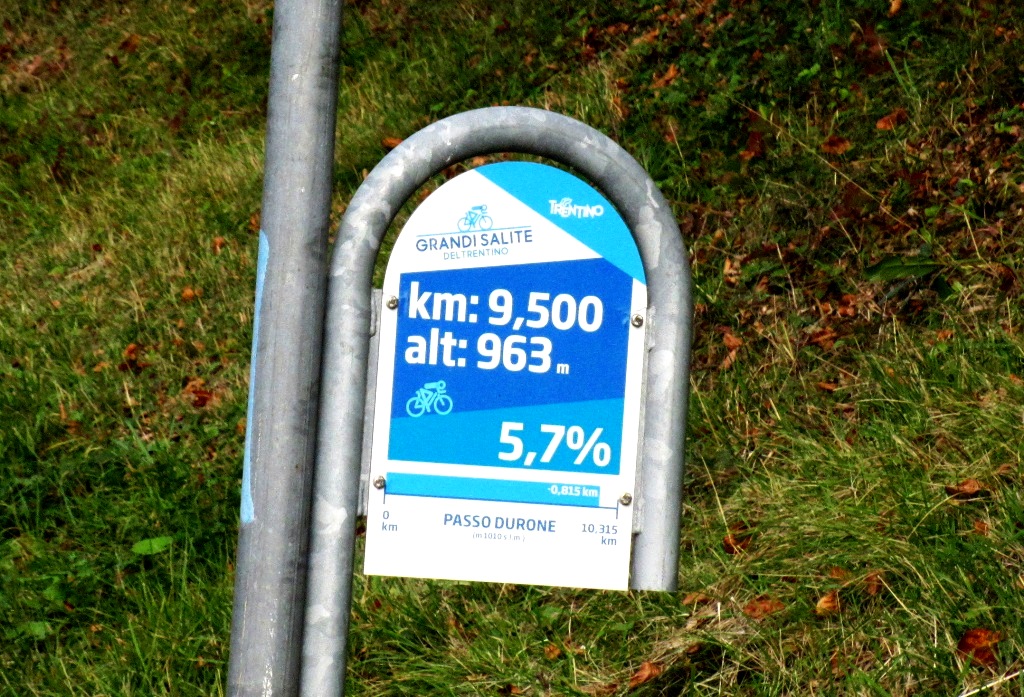 TRENTINO
GRANDI SALITE
DEL TRENTINO
km: 9,500
alt: 963 m
5,7%
-0,815 km
0 km
PASSO DURONE
(m 1010 s.l.m.)
10,315 km